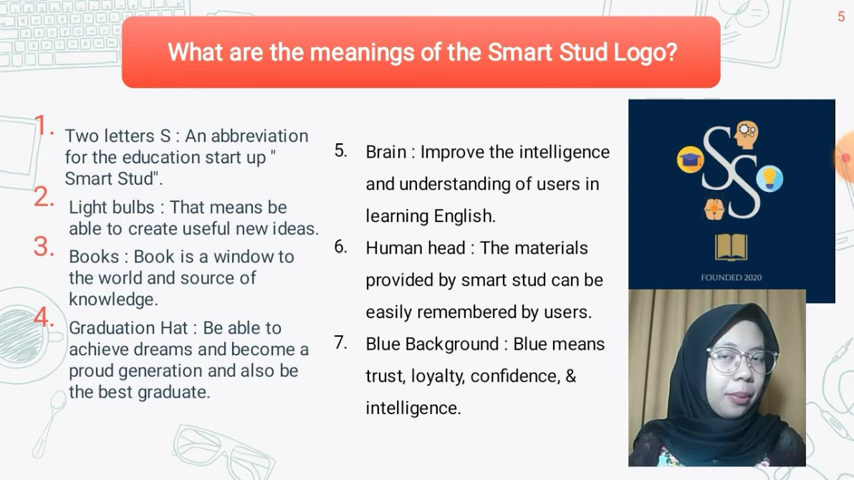 5
What are the meanings of the Smart Stud Logo?
1. Two letters S : An abbreviation
for the education start up "
Smart Stud".
2. Light bulbs : That means be
able to create useful new ideas.
3. Books : Book is a window to
the world and source of
knowledge.
4. Graduation Hat : Be able to
achieve dreams and become a
proud generation and also be
the best graduate.
5. Brain : Improve the intelligence
and understanding of users in
learning English.
6. Human head : The materials
provided by smart stud can be
easily remembered by users.
7. Blue Background : Blue means
trust, loyalty, confidence, &
intelligence.
SS
FOUNDED 2020